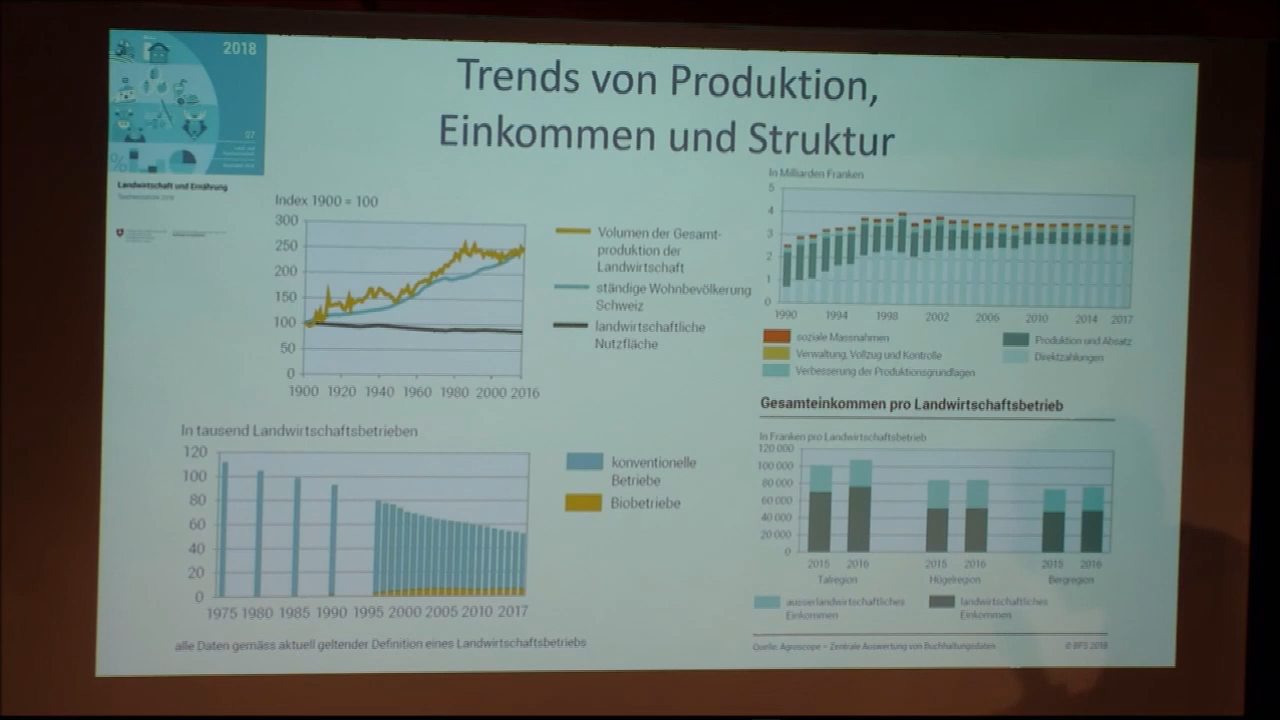 2018
Trends von Produktion,
Einkommen und Struktur
Landwirtschaft und Ernährung
Index 1900 = 100
300
250
200
150
100
50
0
1900 1920 1940 1960 1980 2000 2016
Volumen der Gesamt-
produktion der
Landwirtschaft
ständige Wohnbevölkerung
Schweiz
landwirtschaftliche
Nutzfläche
In Milliarden Franken
5
4
3
2
1
0
1990 1994 1998 2002 2006 2010 2014 2017
soziale Massnahmen
Verwaltung, Vollzug und Kontrolle
Verbesserung der Produktionsgrundlagen
Produktion und Absatz
Direktzahlungen
In tausend Landwirtschaftsbetrieben
120
100
80
60
40
20
0
1975 1980 1985 1990 1995 2000 2005 2010 2017
konventionelle
Betriebe
Biobetriebe
alle Daten gemäss aktuell geltender Definition eines Landwirtschaftsbetriebs
Gesamteinkommen pro Landwirtschaftsbetrieb
In Franken pro Landwirtschaftsbetrieb
120 000
100 000
80 000
60 000
40 000
20 000
0
2015 2016 2015 2016 2015 2016
Talregion Hügelregion Bergregion
ausserlandwirtschaftliches
Einkommen
landwirtschaftliches
Einkommen
Quelle: Agroscope – Zentrale Auswertung von Buchhaltungsdaten © BFS 2018